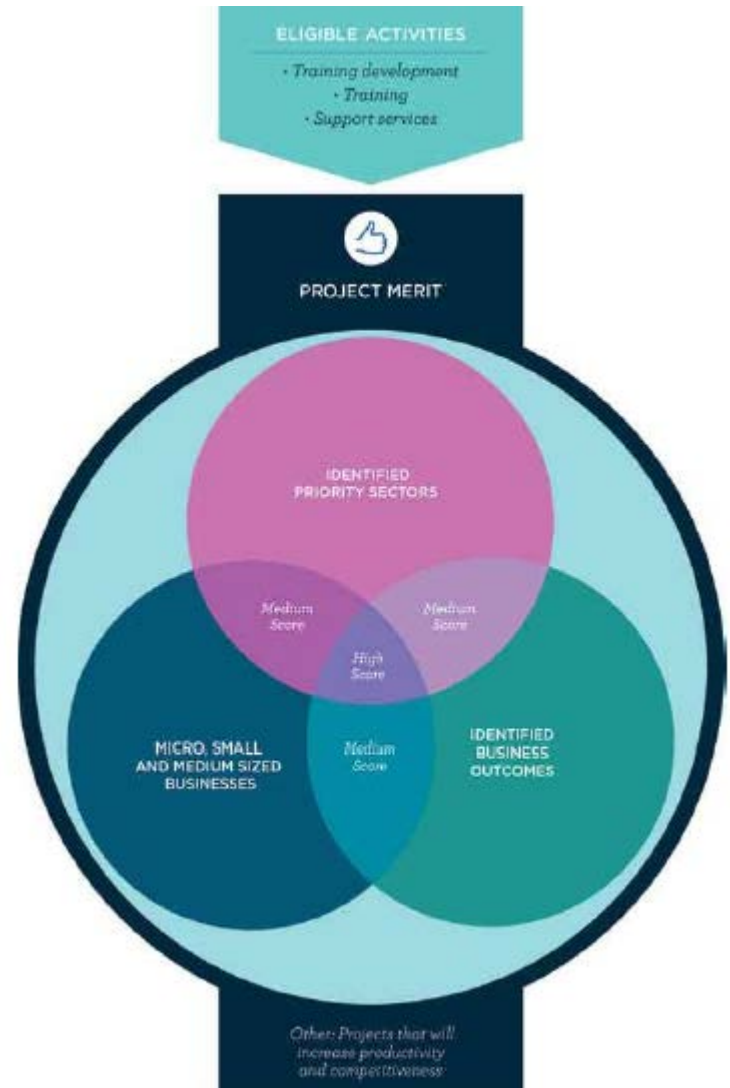 ELIGIBLE ACTIVITIES
• Training development
• Training
• Support services
PROJECT MERIT
IDENTIFIED
PRIORITY SECTORS
Medium
Score
Medium
Score
High
Score
MICRO, SMALL
AND MEDIUM SIZED
BUSINESSES
Medium
Score
IDENTIFIED
BUSINESS
OUTCOMES
Other: Projects that will
increase productivity
and competitiveness